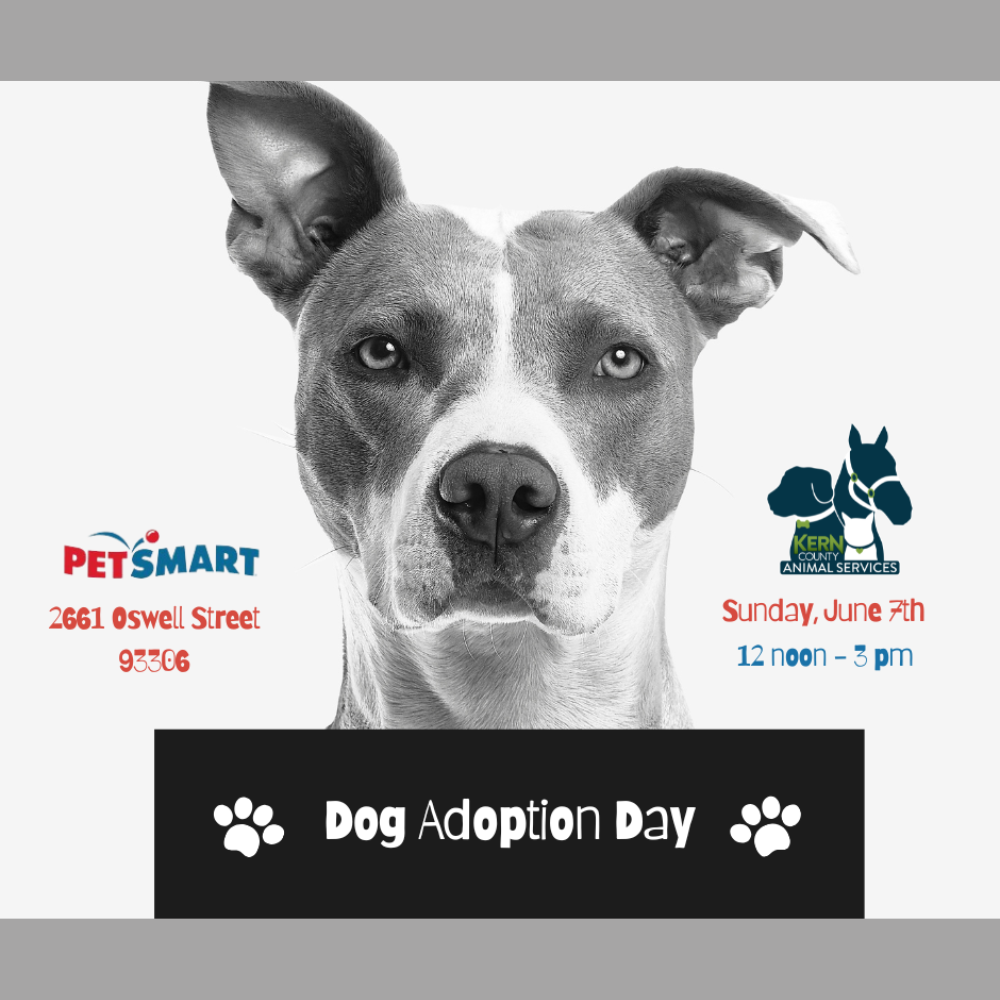 PETSMART
2661 Oswell Street
93306
KERN
COUNTY
ANIMAL SERVICES
Sunday, June 7th
12 noon - 3 pm
Dog Adoption Day